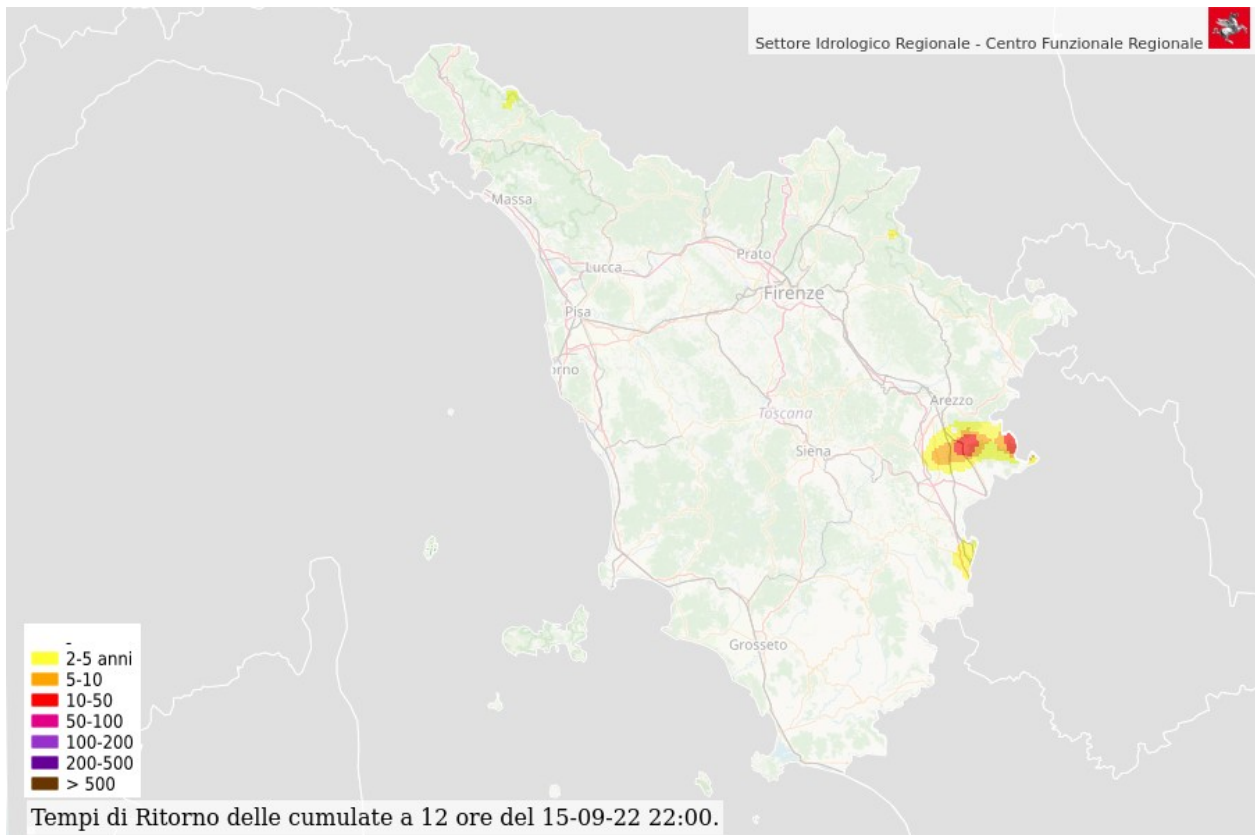 Settore Idrologico Regionale - Centro Funzionale Regionale
Massa
Prato
Lucca
Firenze
Pisa
orno
Arezzo
Toscana
Siena
Grosseto
-
2-5 anni
5-10
10-50
50-100
100-200
200-500
> 500
Tempi di Ritorno delle cumulate a 12 ore del 15-09-22 22:00.